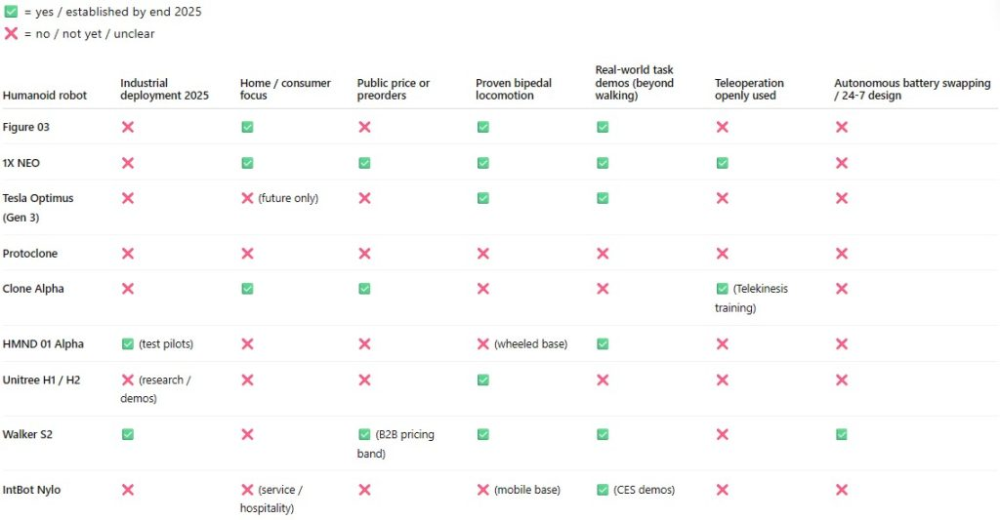 ✅ = yes / established by end 2025
❌ = no / not yet / unclear
Humanoid robot | Industrial deployment 2025 | Home / consumer focus | Public price or preorders | Proven bipedal locomotion | Real-world task demos (beyond walking) | Teleoperation openly used | Autonomous battery swapping / 24-7 design
Figure 03 | ❌ | ✅ | ❌ | ✅ | ✅ | ❌ | ❌
1X NEO | ❌ | ✅ | ✅ | ✅ | ✅ | ✅ | ❌
Tesla Optimus (Gen 3) | ❌ | ❌ (future only) | ❌ | ✅ | ✅ | ❌ | ❌
Protoclone | ❌ | ❌ | ❌ | ❌ | ❌ | ❌ | ❌
Clone Alpha | ❌ | ✅ | ✅ | ❌ | ❌ | ✅ (Telekinesis training) | ❌
HMND 01 Alpha | ✅ (test pilots) | ❌ | ❌ | ❌ (wheeled base) | ✅ | ❌ | ❌
Unitree H1 / H2 | ❌ (research / demos) | ❌ | ❌ | ✅ | ❌ | ❌ | ❌
Walker S2 | ✅ | ❌ | ✅ (B2B pricing band) | ✅ | ✅ | ❌ | ✅
IntBot Nylo | ❌ | ❌ (service / hospitality) | ❌ | ❌ (mobile base) | ✅ (CES demos) | ❌ | ❌